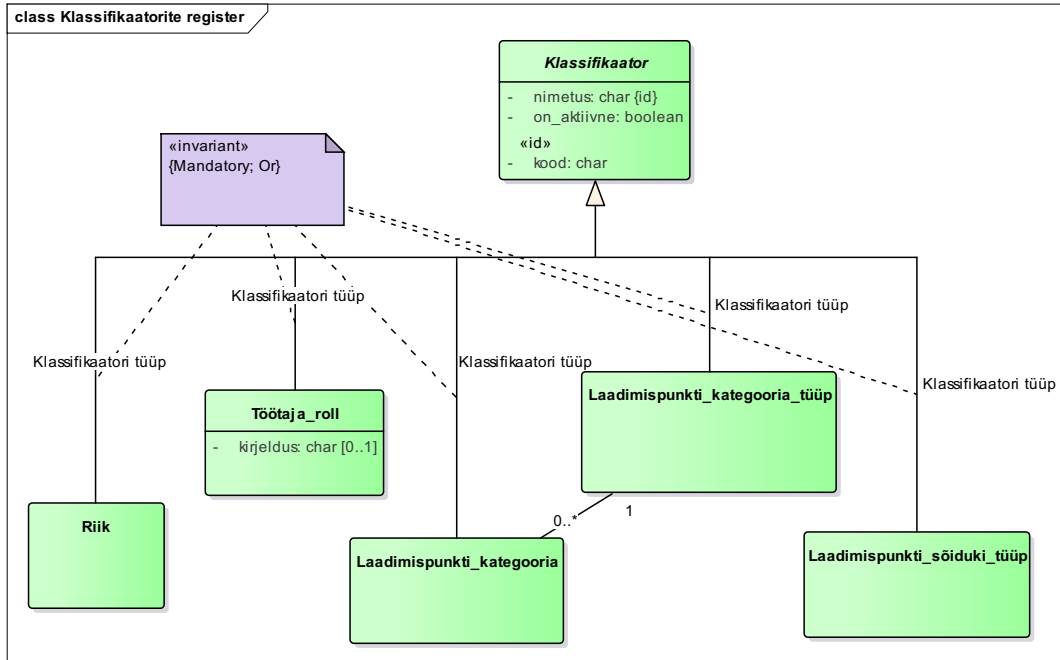 class Klassifikaatorite register
Klassifikaator
- nimetus: char {id}
- on_aktiivne: boolean
«id»
- kood: char
«invariant»
{Mandatory; Or}
Klassifikaatori tüüp
Klassifikaatori tüüp
Klassifikaatori tüüp
Klassifikaatori tüüp
Klassifikaatori tüüp
Laadimispunkti_kategooria_tüüp
Töötaja_roll
- kirjeldus: char [0..1]
0..*
1
Riik
Laadimispunkti_kategooria
Laadimispunkti_sõiduki_tüüp